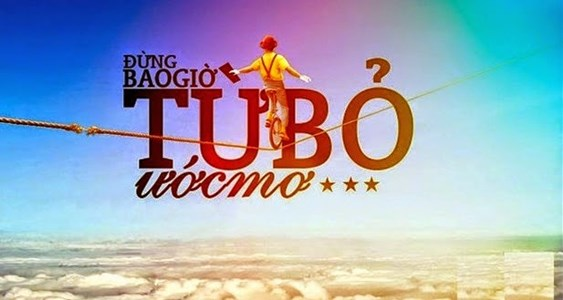 ĐỪNG
BAO GIỜ
TỪ BỎ
ước mơ ★★★